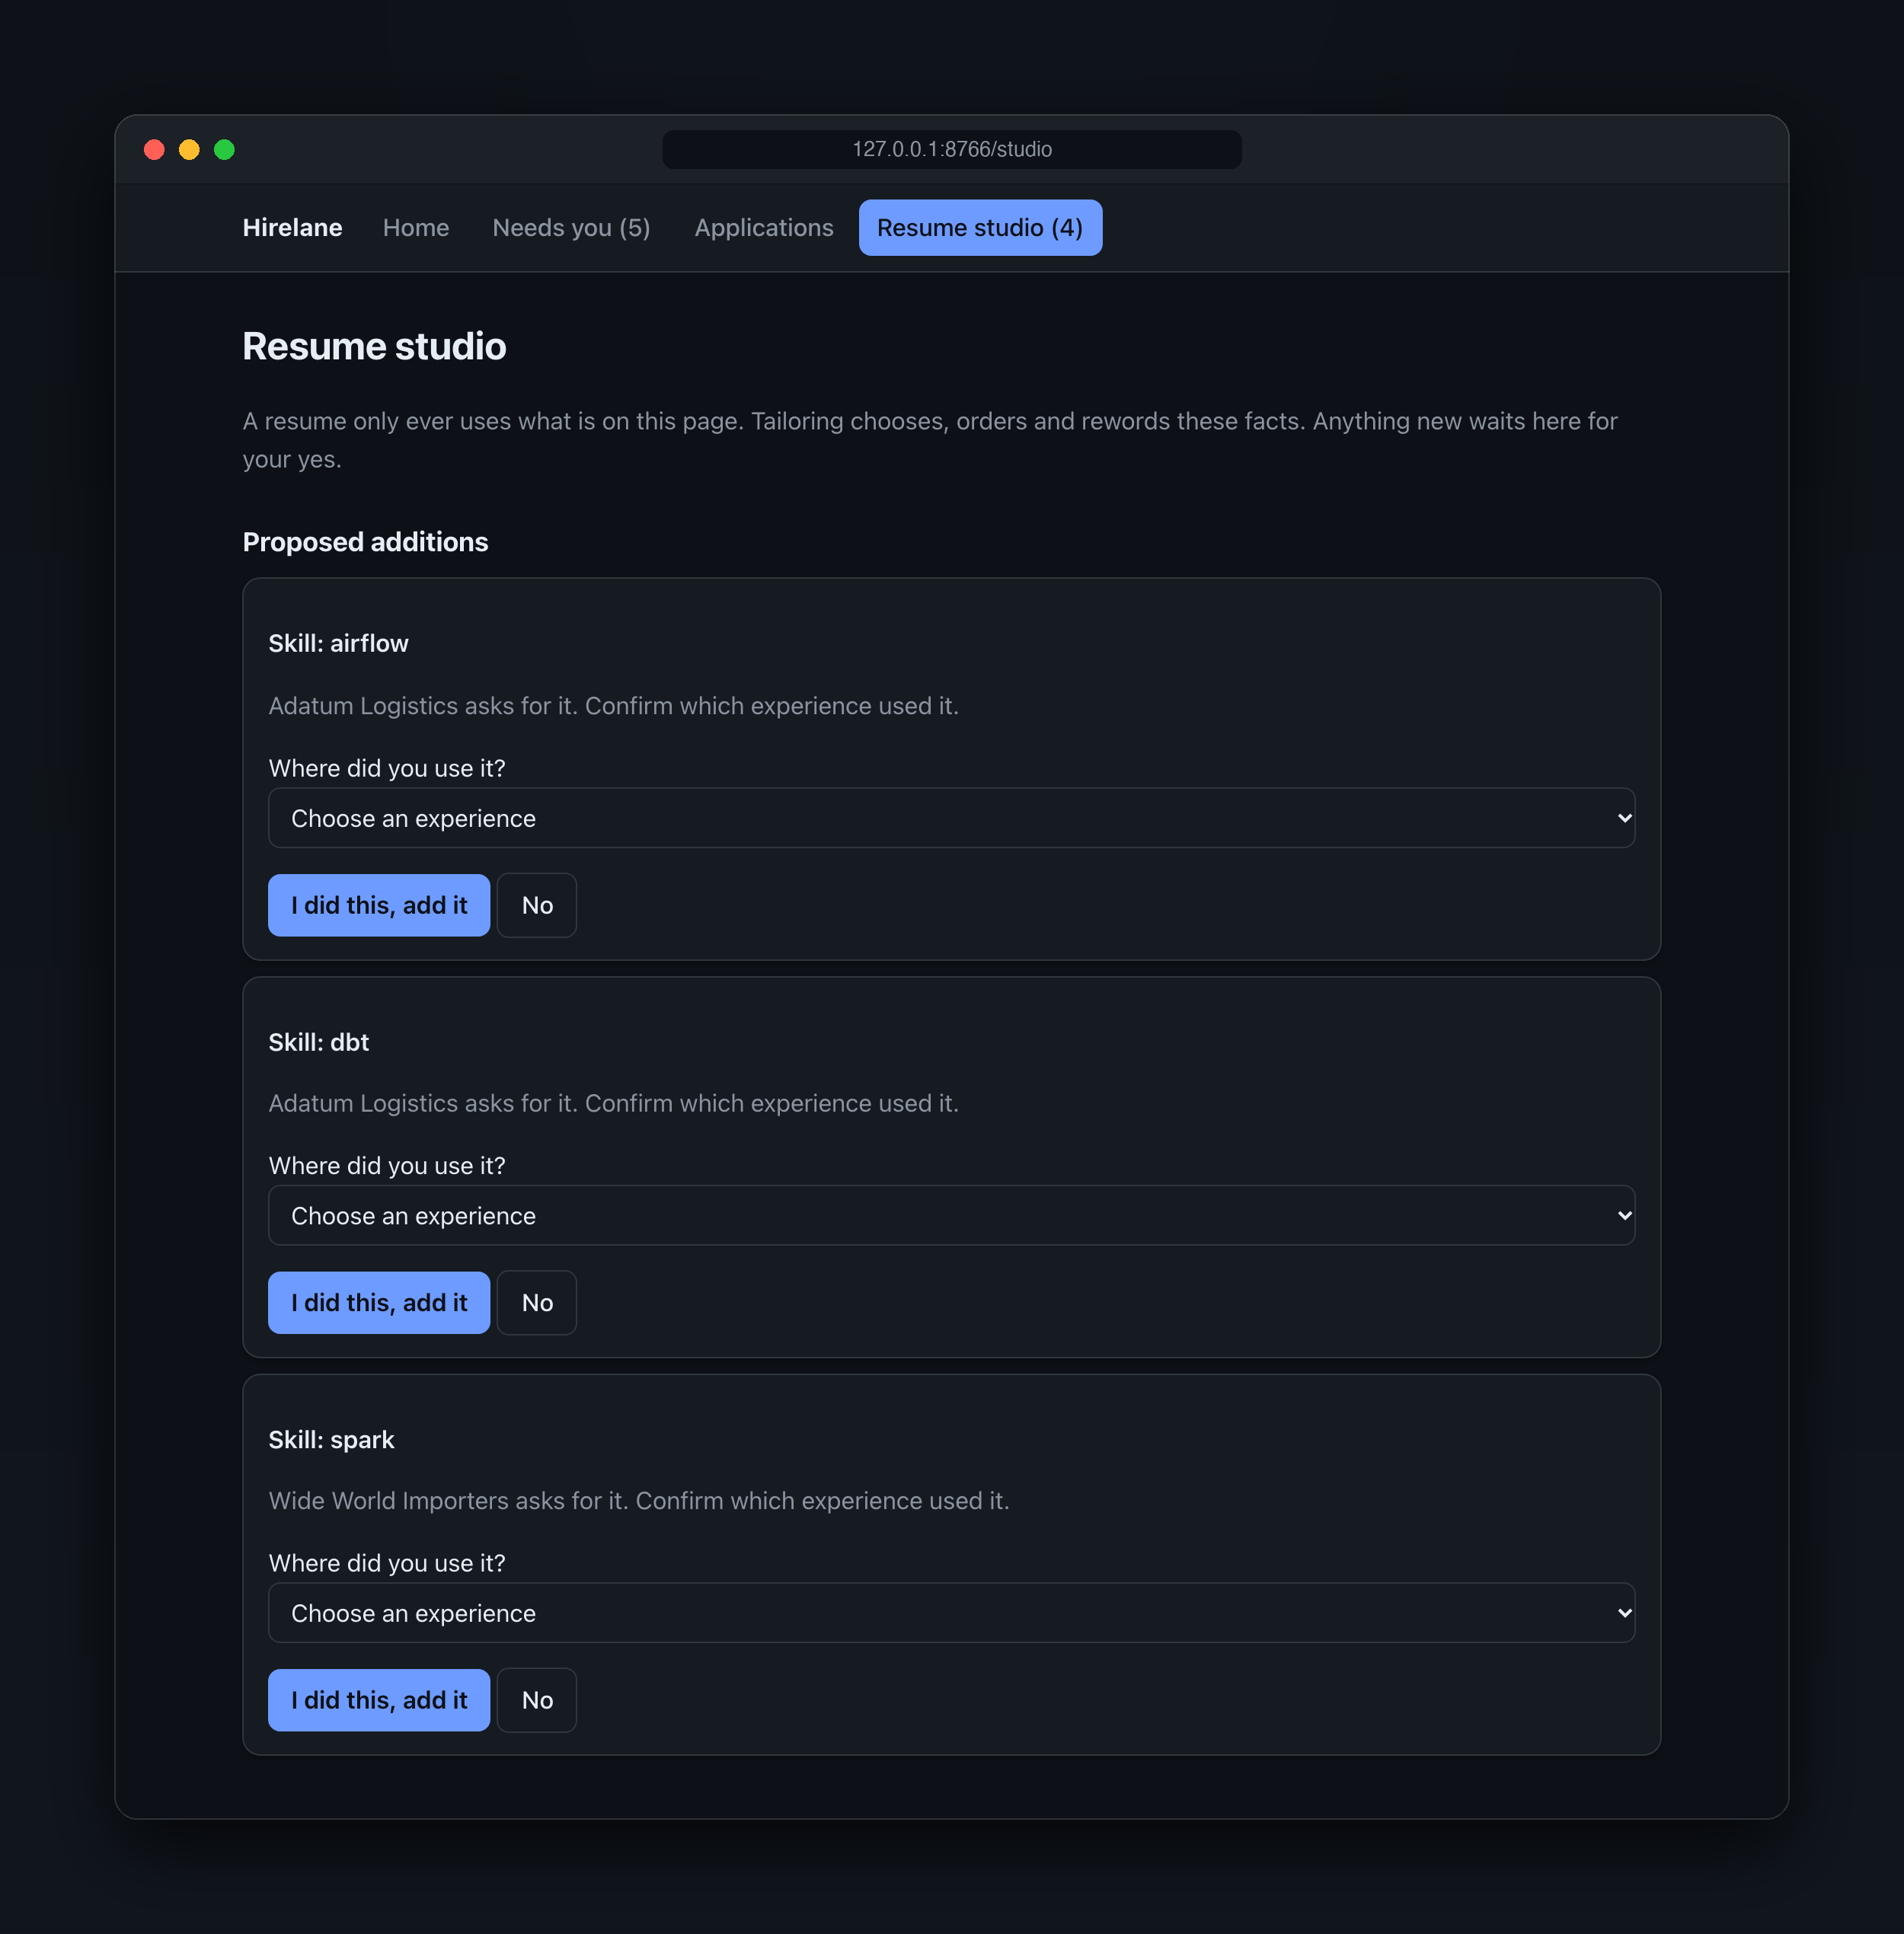 127.0.0.1:8766/studio
Hirelane Home Needs you (5) Applications Resume studio (4)
Resume studio
A resume only ever uses what is on this page. Tailoring chooses, orders and rewords these facts. Anything new waits here for
your yes.
Proposed additions
Skill: airflow
Adatum Logistics asks for it. Confirm which experience used it.
Where did you use it?
Choose an experience
I did this, add it No
Skill: dbt
Adatum Logistics asks for it. Confirm which experience used it.
Where did you use it?
Choose an experience
I did this, add it No
Skill: spark
Wide World Importers asks for it. Confirm which experience used it.
Where did you use it?
Choose an experience
I did this, add it No